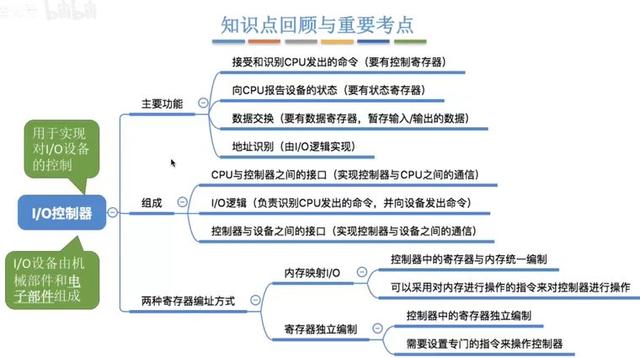 知识点回顾与重要考点
接受和识别CPU发出的命令（要有控制寄存器）
向CPU报告设备的状态（要有状态寄存器）
主要功能
数据交换（要有数据寄存器，暂存输入/输出的数据）
地址识别（由I/O逻辑实现）
用于实现
对I/O设备
的控制
CPU与控制器之间的接口（实现控制器与CPU之间的通信）
组成
I/O逻辑（负责识别CPU发出的命令，并向设备发出命令）
I/O控制器
控制器与设备之间的接口（实现控制器与设备之间的通信）
I/O设备由机
械部件和电
子部件组成
控制器中的寄存器与内存统一编制
内存映射I/O
可以采用对内存进行操作的指令来对控制器进行操作
两种寄存器编址方式
控制器中的寄存器独立编制
寄存器独立编制
需要设置专门的指令来操作控制器